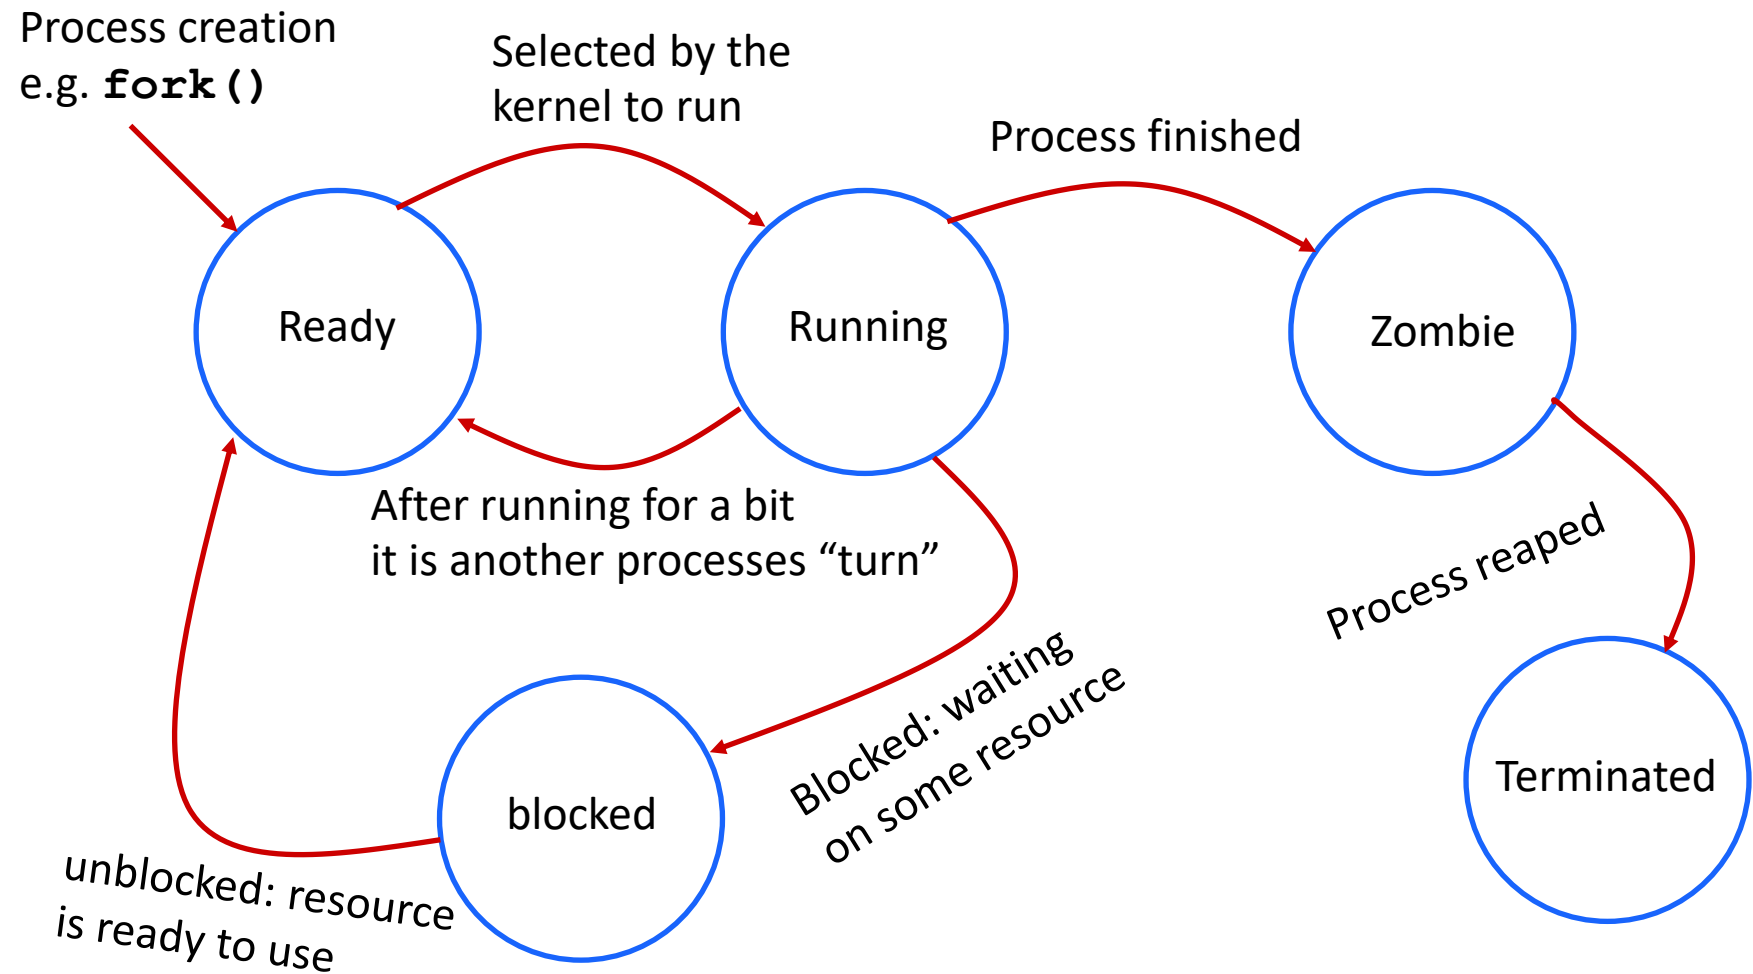 Process creation
e.g. fork()
Selected by the
kernel to run
Process finished
Ready
Running
Zombie
After running for a bit
it is another processes “turn”
Process reaped
Blocked: waiting
on some resource
blocked
Terminated
unblocked: resource
is ready to use